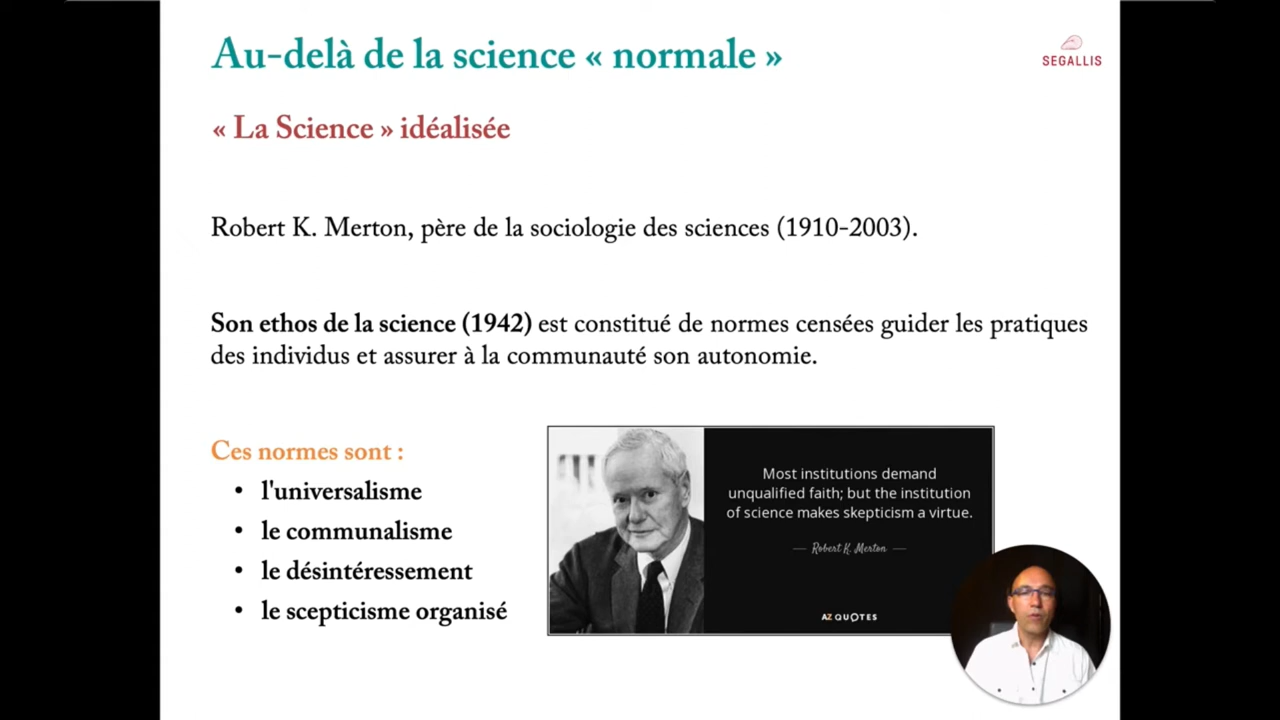 Au-delà de la science « normale »
SEGALLIS
« La Science » idéalisée
Robert K. Merton, père de la sociologie des sciences (1910-2003).
Son ethos de la science (1942) est constitué de normes censées guider les pratiques
des individus et assurer à la communauté son autonomie.
Ces normes sont :
• l'universalisme
• le communalisme
• le désintéressement
• le scepticisme organisé
Most institutions demand
unqualified faith; but the institution
of science makes skepticism a virtue.
— Robert K. Merton —
AZ QUOTES